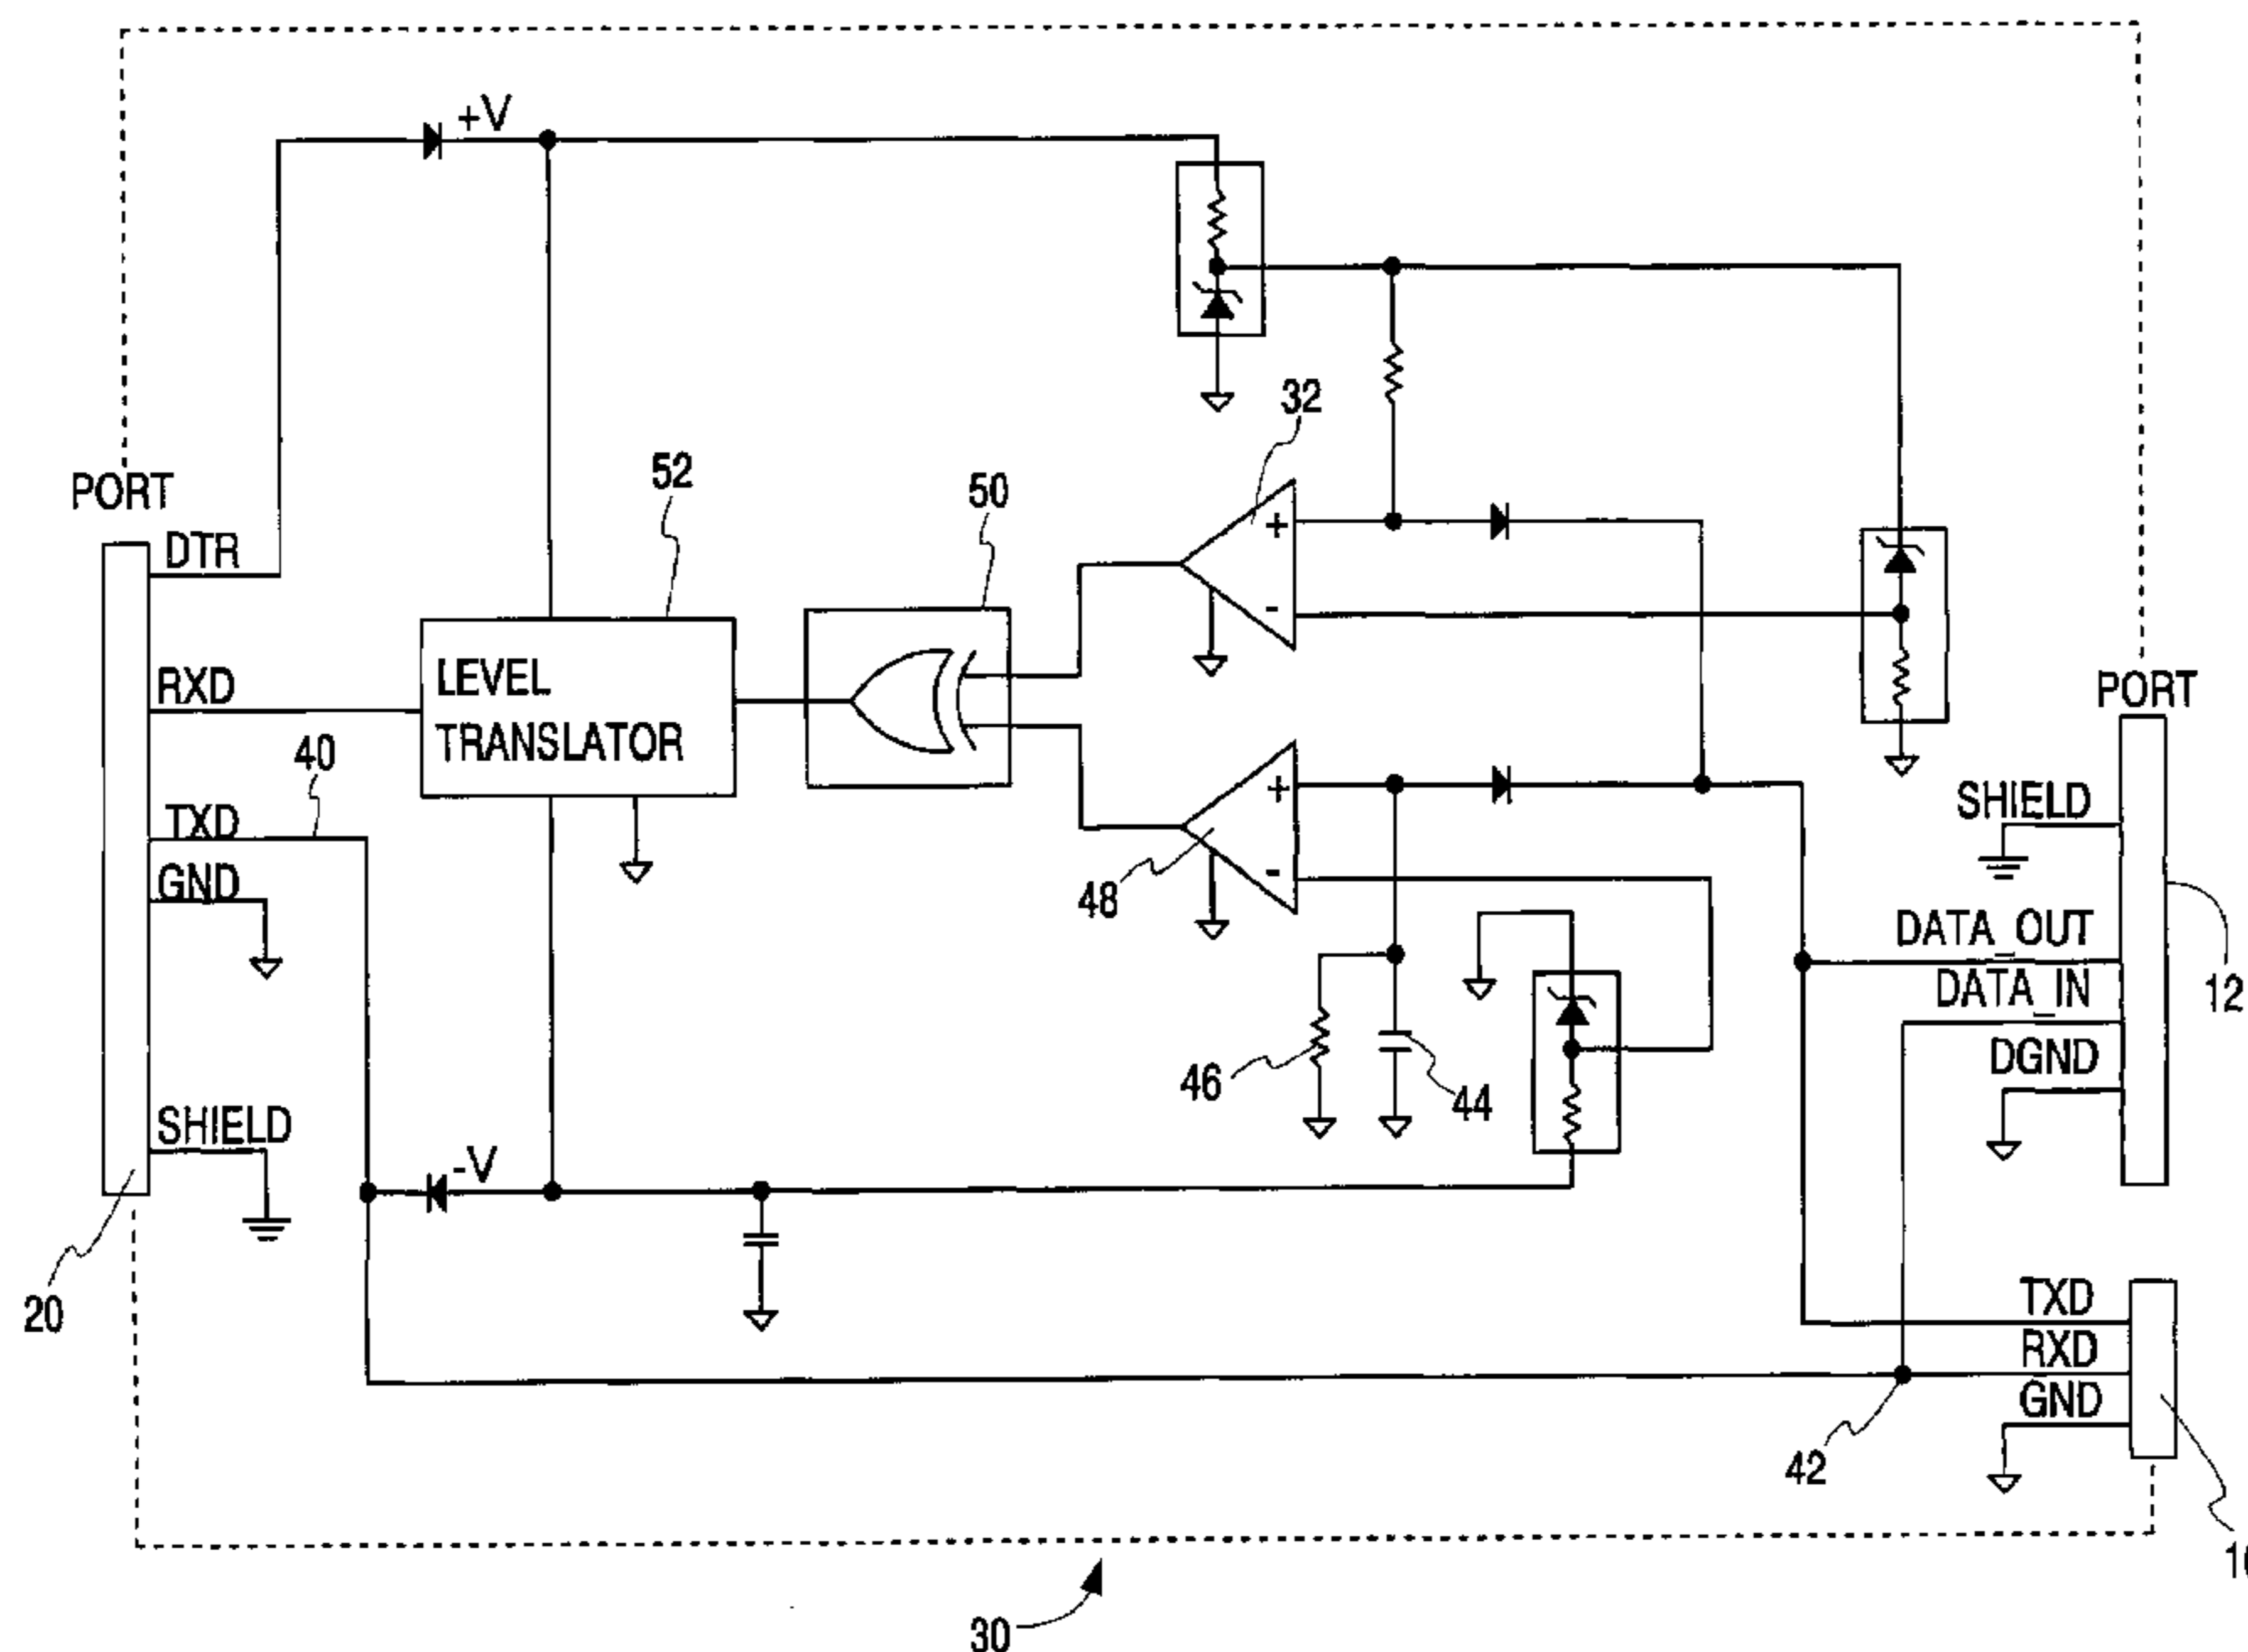 +V
32
52
50
PORT
DTR
+
-
RXD
LEVEL
TRANSLATOR
PORT
40
TXD
GND
48
+
-
SHIELD
DATA_OUT
DATA_IN
12
DGND
46
44
SHIELD
-V
20
TXD
RXD
GND
42
30